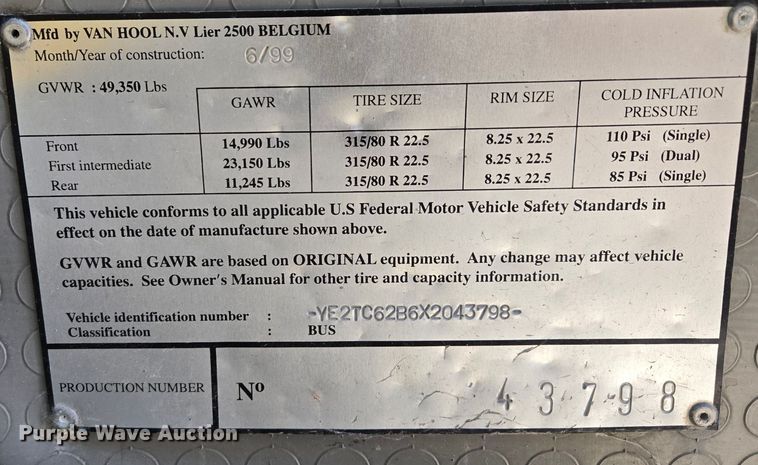 Mfd by VAN HOOL N.V Lier 2500 BELGIUM
Month/Year of construction: 6/99
GVWR : 49,350 Lbs
GAWR TIRE SIZE RIM SIZE COLD INFLATION PRESSURE
Front 14,990 Lbs 315/80 R 22.5 8.25 x 22.5 110 Psi (Single)
First intermediate 23,150 Lbs 315/80 R 22.5 8.25 x 22.5 95 Psi (Dual)
Rear 11,245 Lbs 315/80 R 22.5 8.25 x 22.5 85 Psi (Single)
This vehicle conforms to all applicable U.S Federal Motor Vehicle Safety Standards in
effect on the date of manufacture shown above.
GVWR and GAWR are based on ORIGINAL equipment. Any change may affect vehicle
capacities. See Owner's Manual for other tire and capacity information.
Vehicle identification number : -YE2TC62B6X2043798-
Classification : BUS
PRODUCTION NUMBER Nº 43798
Purple Wave Auction